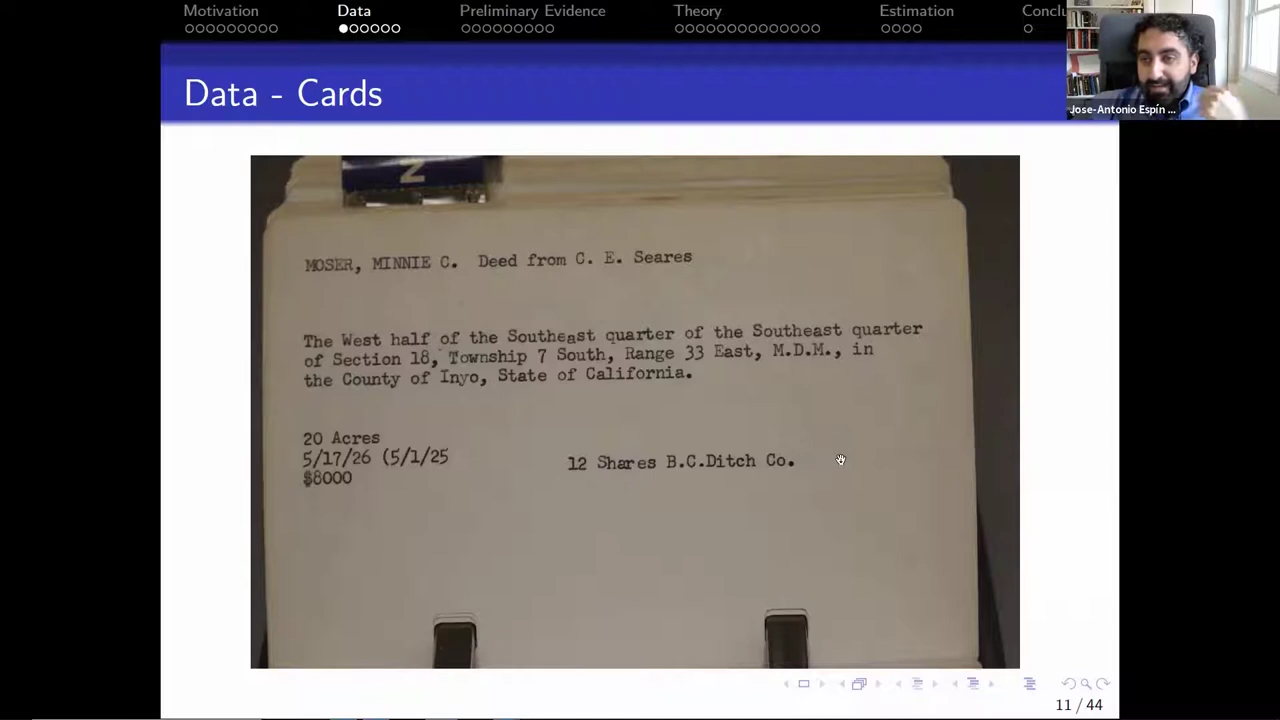 Motivation
Data
Preliminary Evidence
Theory
Estimation
Data - Cards
Jose-Antonio Espín ...
N
MOSER, MINNIE C. Deed from C. E. Seares
The West half of the Southeast quarter of the Southeast quarter
of Section 18, Township 7 South, Range 33 East, M.D.M., in
the County of Inyo, State of California.
20 Acres
5/17/26 (5/1/25
$8000
12 Shares B.C.Ditch Co.
11 / 44